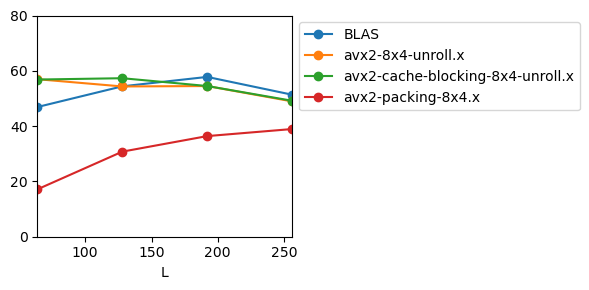 80
60
40
20
0
100 150 200 250
L
BLAS
avx2-8x4-unroll.x
avx2-cache-blocking-8x4-unroll.x
avx2-packing-8x4.x